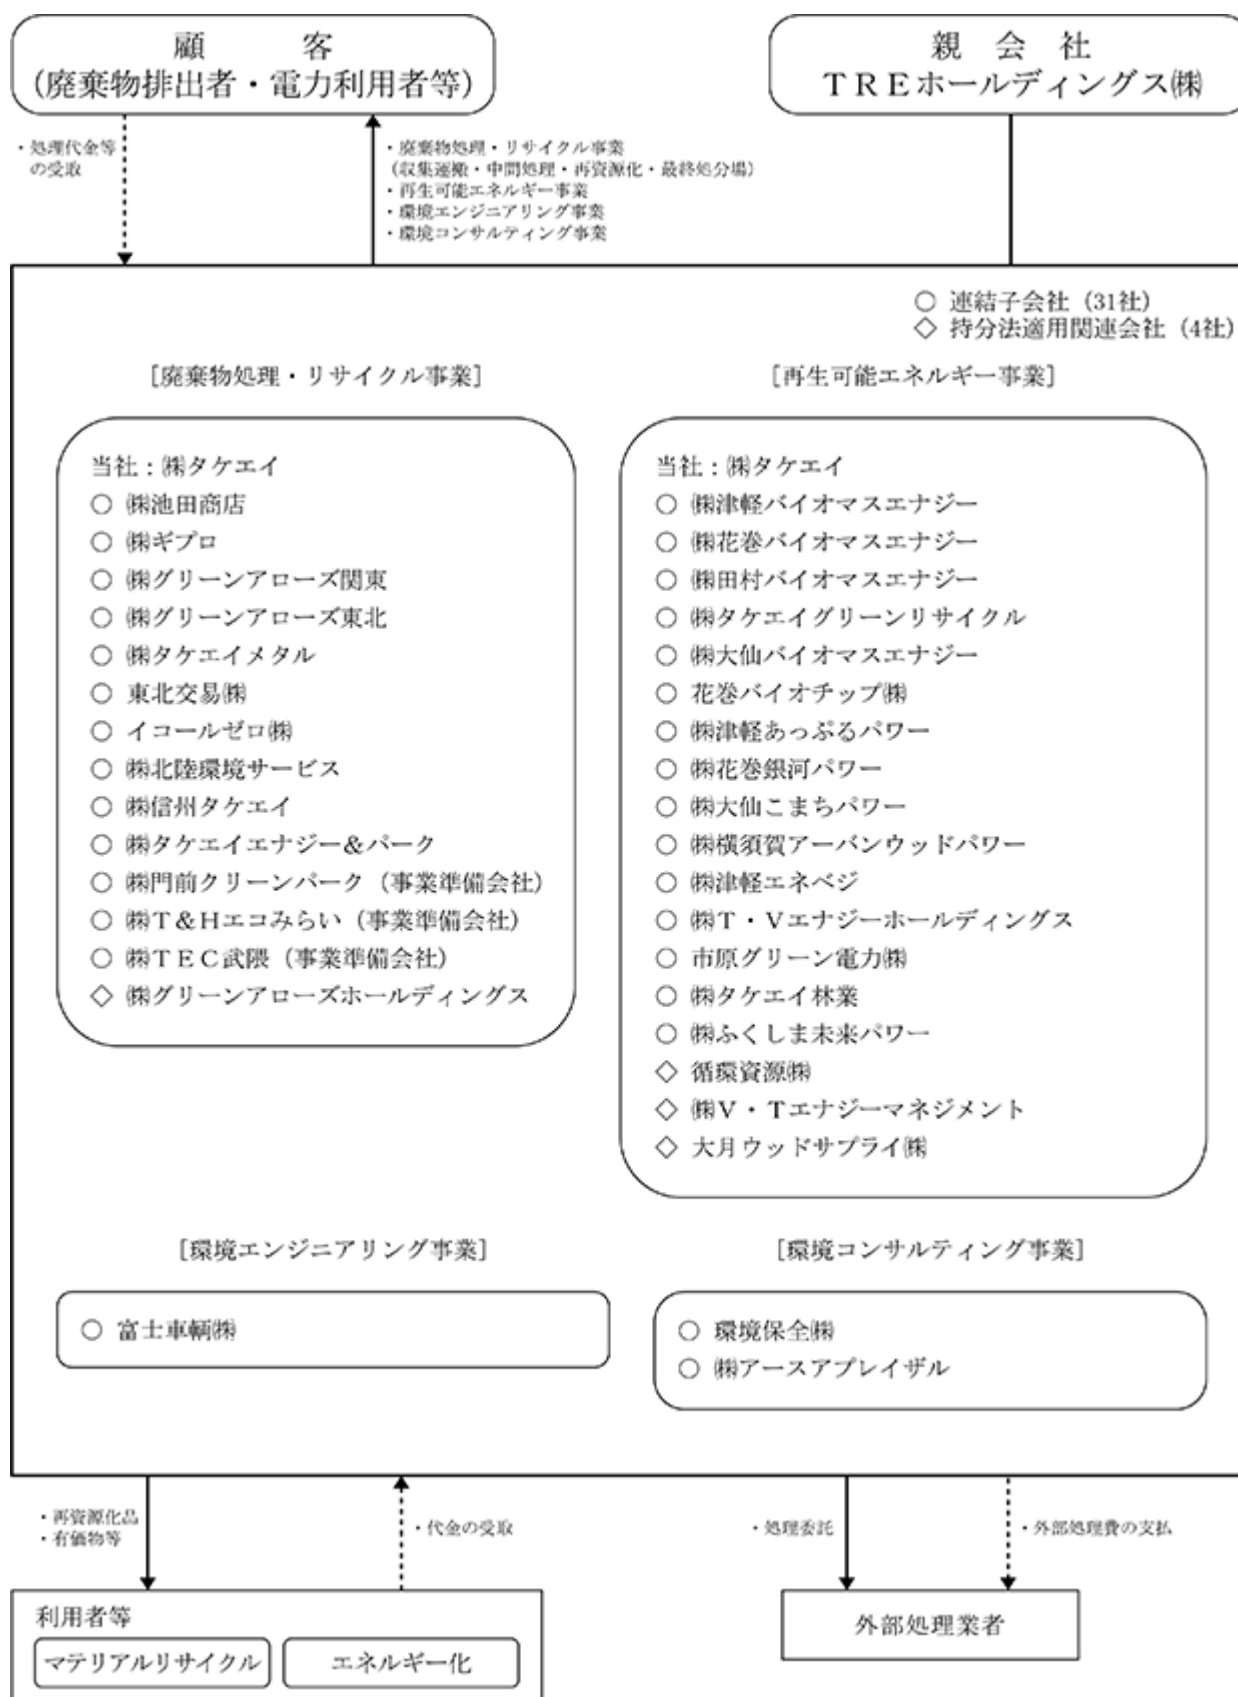 顧　　客
(廃棄物排出者・電力利用者等)
親　会　社
ＴＲＥホールディングス㈱
・処理代金等
の受取
・廃棄物処理・リサイクル事業
(収集運搬・中間処理・再資源化・最終処分場)
・再生可能エネルギー事業
・環境エンジニアリング事業
・環境コンサルティング事業
○ 連結子会社 (31社)
◇ 持分法適用関連会社 (4社)
[廃棄物処理・リサイクル事業]
当社：㈱タケエイ
○ ㈱池田商店
○ ㈱ギプロ
○ ㈱グリーンアローズ関東
○ ㈱グリーンアローズ東北
○ ㈱タケエイメタル
○ 東北交易㈱
○ イコールゼロ㈱
○ ㈱北陸環境サービス
○ ㈱信州タケエイ
○ ㈱タケエイエナジー＆パーク
○ ㈱門前クリーンパーク (事業準備会社)
○ ㈱Ｔ＆Ｈエコみらい (事業準備会社)
○ ㈱ＴＥＣ武隈 (事業準備会社)
◇ ㈱グリーンアローズホールディングス
[再生可能エネルギー事業]
当社：㈱タケエイ
○ ㈱津軽バイオマスエナジー
○ ㈱花巻バイオマスエナジー
○ ㈱田村バイオマスエナジー
○ ㈱タケエイグリーンリサイクル
○ ㈱大仙バイオマスエナジー
○ 花巻バイオチップ㈱
○ ㈱津軽あっぷるパワー
○ ㈱花巻銀河パワー
○ ㈱大仙こまちパワー
○ ㈱横須賀アーバンウッドパワー
○ ㈱津軽エネベジ
○ ㈱Ｔ・Ｖエナジーホールディングス
○ 市原グリーン電力㈱
○ ㈱タケエイ林業
○ ㈱ふくしま未来パワー
◇ 循環資源㈱
◇ ㈱Ｖ・Ｔエナジーマネジメント
◇ 大月ウッドサプライ㈱
[環境エンジニアリング事業]
○ 富士車輌㈱
[環境コンサルティング事業]
○ 環境保全㈱
○ ㈱アースアプレイザル
・再資源化品
・有価物等
・代金の受取
・処理委託
・外部処理費の支払
利用者等
マテリアルリサイクル
エネルギー化
外部処理業者